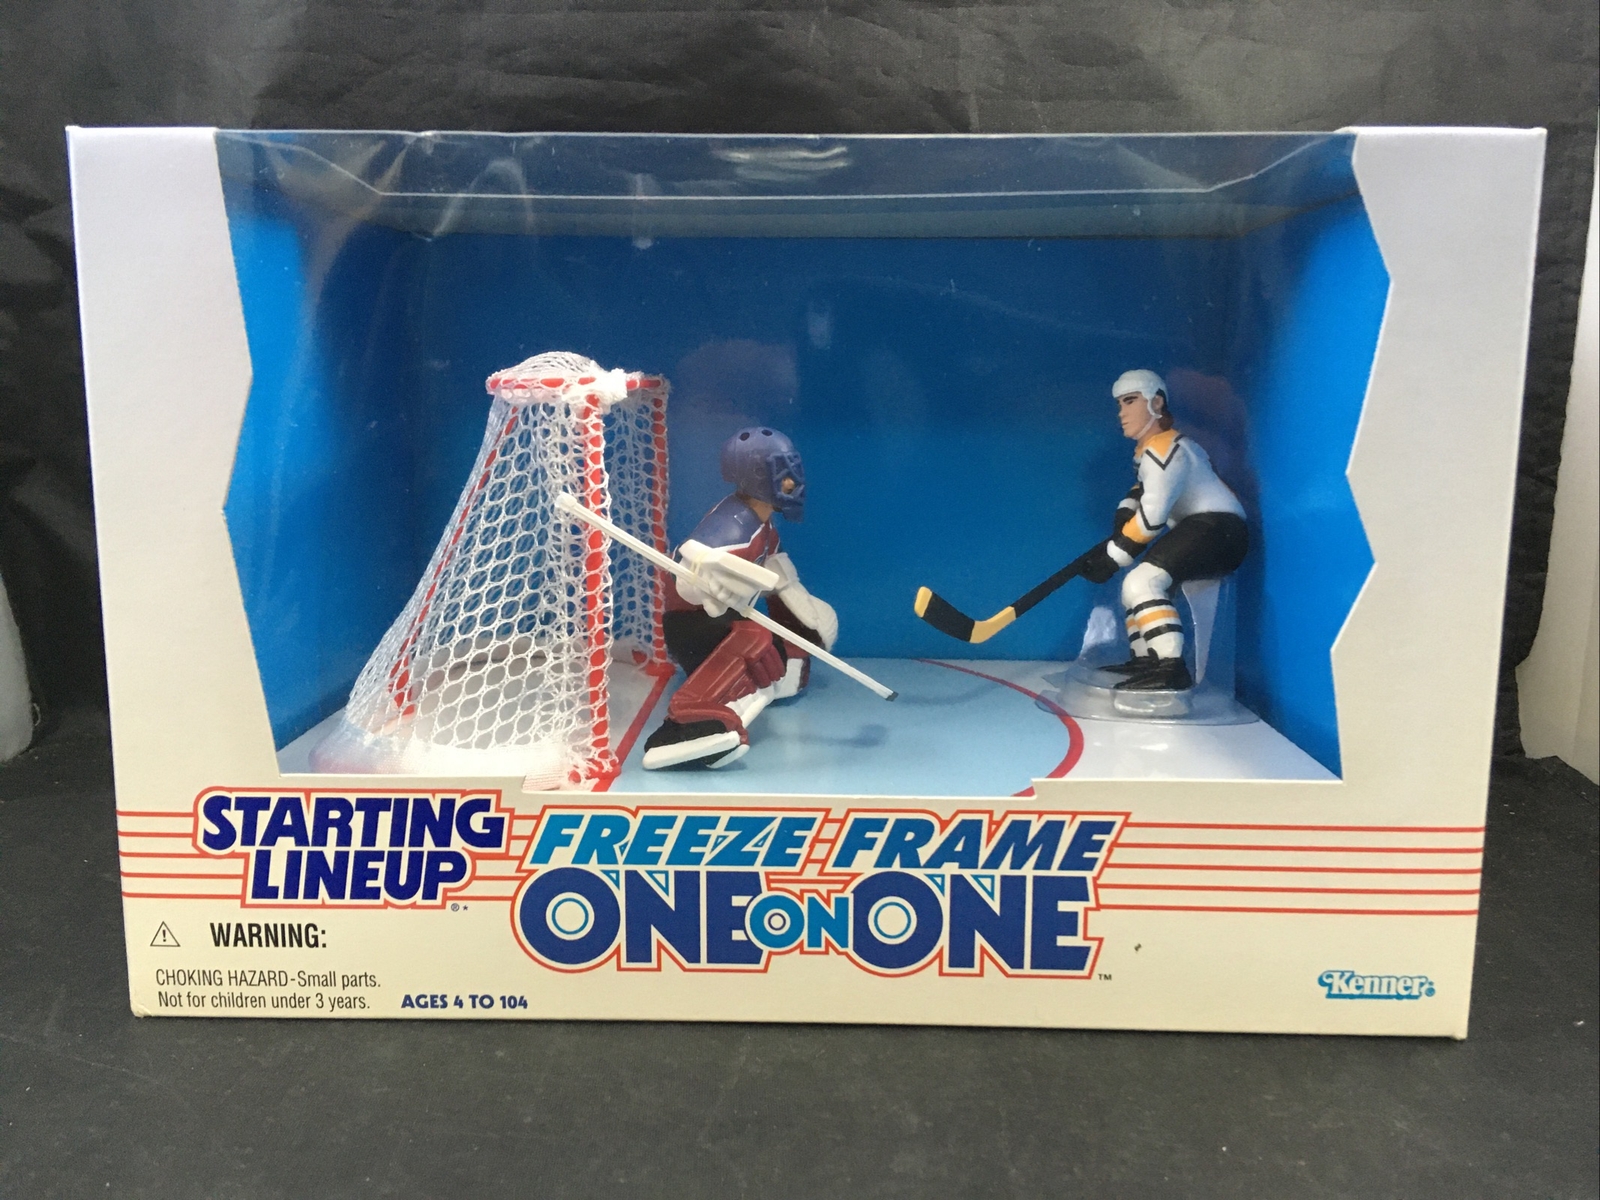 STARTING
LINEUP
®*
FREEZE FRAME
ONE ON ONE
™
WARNING:
CHOKING HAZARD-Small parts.
Not for children under 3 years.
AGES 4 TO 104
Kenner®